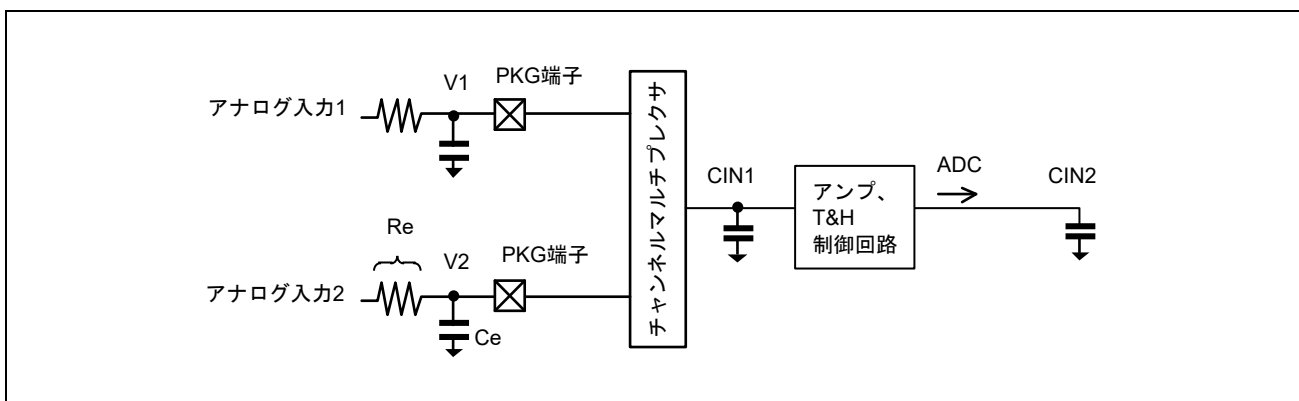 アナログ入力1
V1
PKG端子
Re
アナログ入力2
V2
PKG端子
Ce
チャンネルマルチプレクサ
CIN1
アンプ、
T&H
制御回路
ADC
CIN2